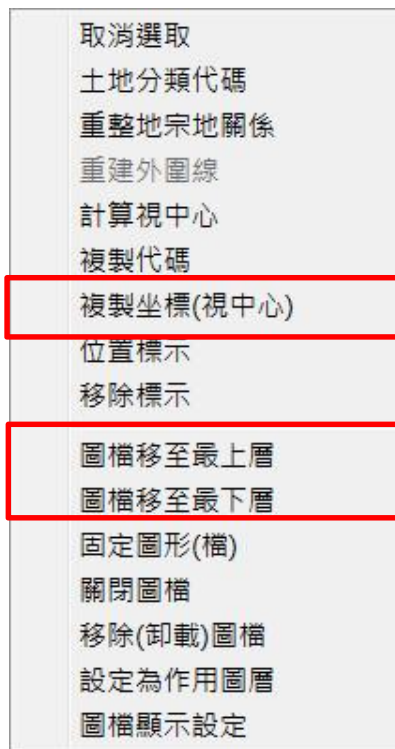 取消選取
土地分類代碼
重整地宗地關係
重建外圍線
計算視中心
複製代碼
複製坐標(視中心)
位置標示
移除標示
圖檔移至最上層
圖檔移至最下層
固定圖形(檔)
關閉圖檔
移除(卸載)圖檔
設定為作用圖層
圖檔顯示設定